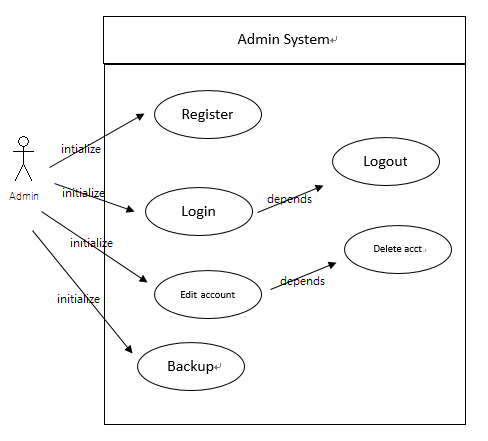 Admin System
Register
intialize
Logout
Admin
initialize
depends
Login
initialize
Delete acct.
depends
Edit account
initialize
Backup